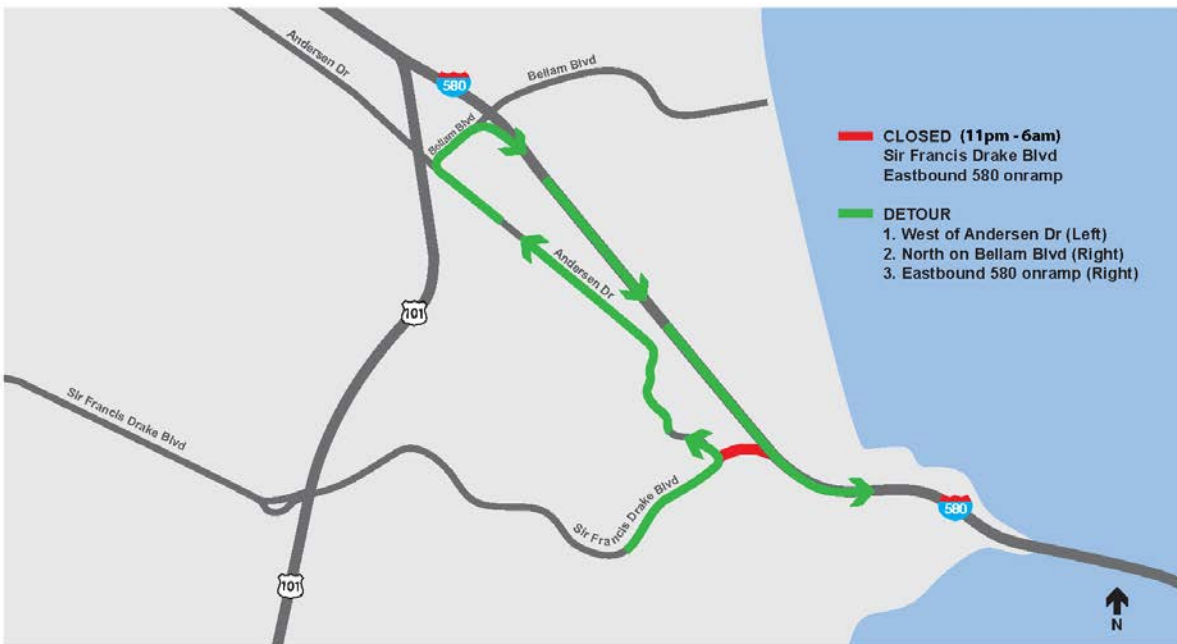 Andersen Dr
580
Bellam Blvd
Bellam Blvd
CLOSED (11pm - 6am)
Sir Francis Drake Blvd
Eastbound 580 onramp
DETOUR
1. West of Andersen Dr (Left)
2. North on Bellam Blvd (Right)
3. Eastbound 580 onramp (Right)
Andersen Dr
101
Sir Francis Drake Blvd
Sir Francis Drake Blvd
580
101
N